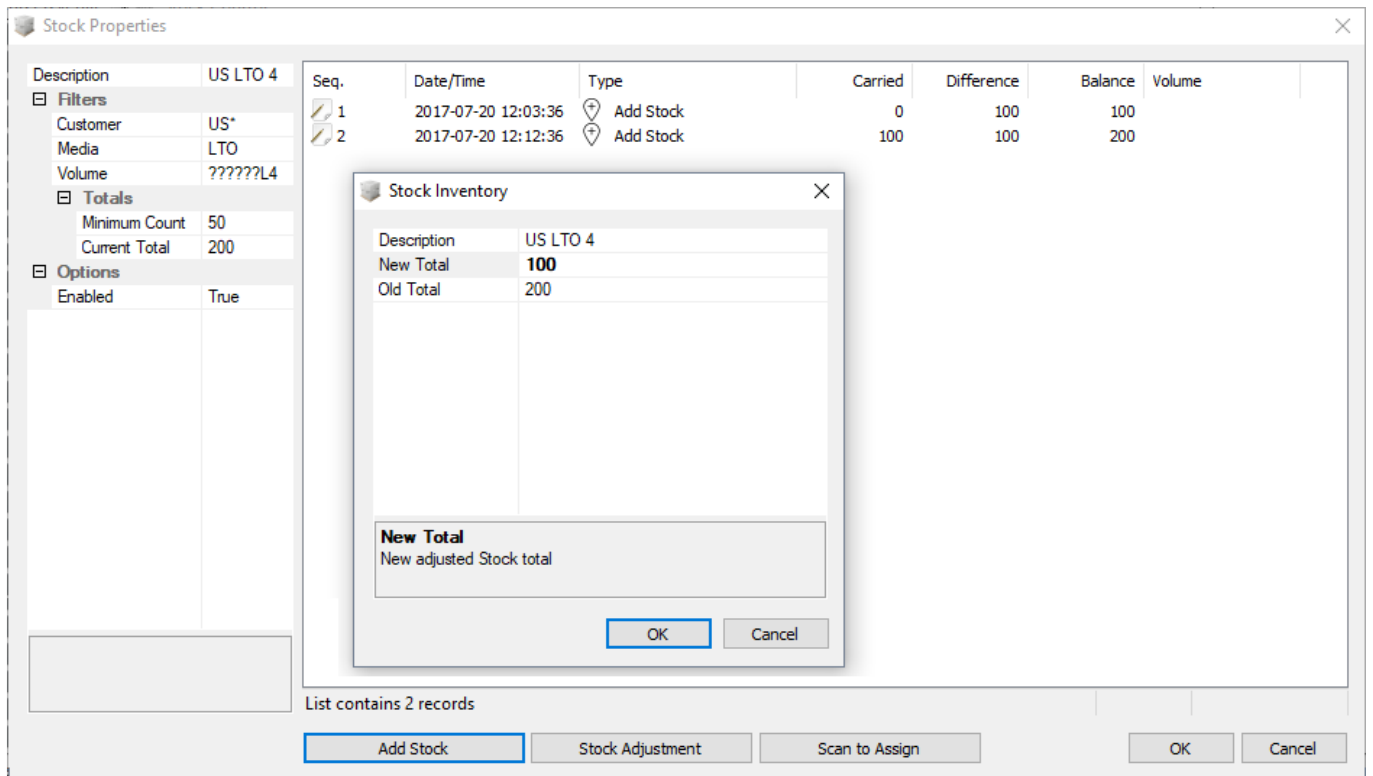 Stock Properties
Description US LTO 4
Filters
Customer US*
Media LTO
Volume ??????L4
Totals
Minimum Count 50
Current Total 200
Options
Enabled True
Seq. Date/Time Type Carried Difference Balance Volume
1 2017-07-20 12:03:36 Add Stock 0 100 100
2 2017-07-20 12:12:36 Add Stock 100 100 200
Stock Inventory
Description US LTO 4
New Total 100
Old Total 200
New Total
New adjusted Stock total
OK Cancel
List contains 2 records
Add Stock Stock Adjustment Scan to Assign OK Cancel